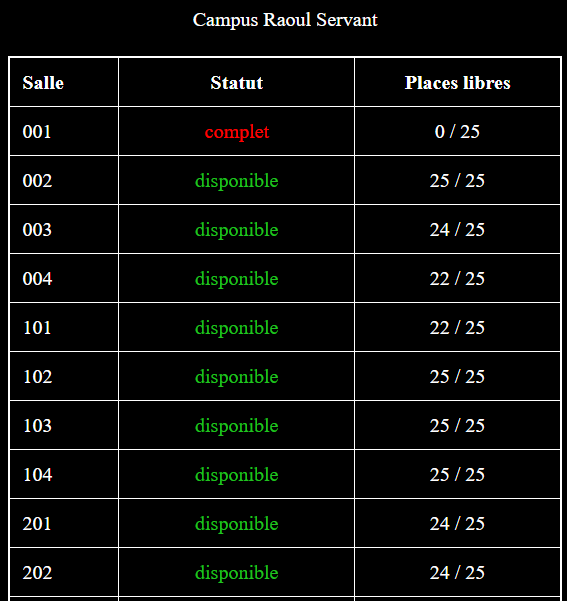 Campus Raoul Servant
Salle Statut Places libres
001 complet 0 / 25
002 disponible 25 / 25
003 disponible 24 / 25
004 disponible 22 / 25
101 disponible 22 / 25
102 disponible 25 / 25
103 disponible 25 / 25
104 disponible 25 / 25
201 disponible 24 / 25
202 disponible 24 / 25